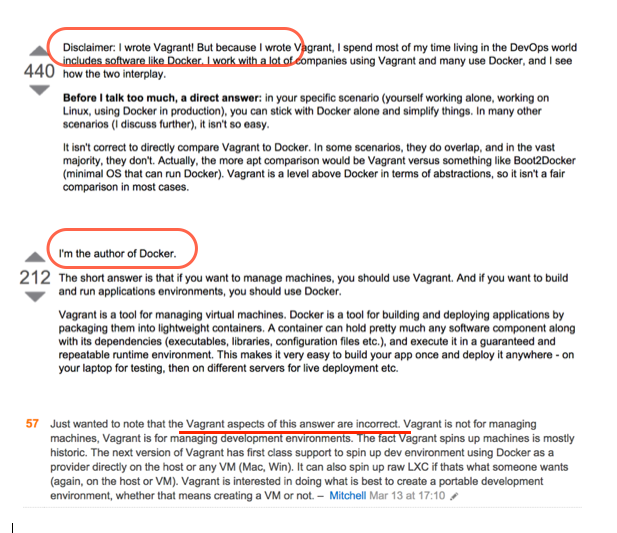 Disclaimer: I wrote Vagrant! But because I wrote Vagrant, I spend most of my time living in the DevOps world
includes software like Docker. I work with a lot of companies using Vagrant and many use Docker, and I see
440
how the two interplay.
Before I talk too much, a direct answer: in your specific scenario (yourself working alone, working on
Linux, using Docker in production), you can stick with Docker alone and simplify things. In many other
scenarios (I discuss further), it isn't so easy.
It isn't correct to directly compare Vagrant to Docker. In some scenarios, they do overlap, and in the vast
majority, they don't. Actually, the more apt comparison would be Vagrant versus something like Boot2Docker
(minimal OS that can run Docker). Vagrant is a level above Docker in terms of abstractions, so it isn't a fair
comparison in most cases.
I'm the author of Docker.
212
The short answer is that if you want to manage machines, you should use Vagrant. And if you want to build
and run applications environments, you should use Docker.
Vagrant is a tool for managing virtual machines. Docker is a tool for building and deploying applications by
packaging them into lightweight containers. A container can hold pretty much any software component along
with its dependencies (executables, libraries, configuration files etc.), and execute it in a guaranteed and
repeatable runtime environment. This makes it very easy to build your app once and deploy it anywhere - on
your laptop for testing, then on different servers for live deployment etc.
57 Just wanted to note that the Vagrant aspects of this answer are incorrect. Vagrant is not for managing
machines, Vagrant is for managing development environments. The fact Vagrant spins up machines is mostly
historic. The next version of Vagrant has first class support to spin up dev environment using Docker as a
provider directly on the host or any VM (Mac, Win). It can also spin up raw LXC if thats what someone wants
(again, on the host or VM). Vagrant is interested in doing what is best to create a portable development
environment, whether that means creating a VM or not. – Mitchell Mar 13 at 17:10